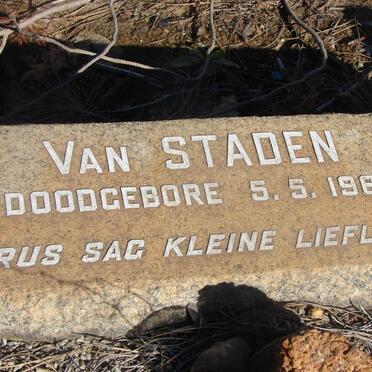 VAN STADEN
DOODGEBORE 5.5.196
RUS SAG KLEINE LIEFL